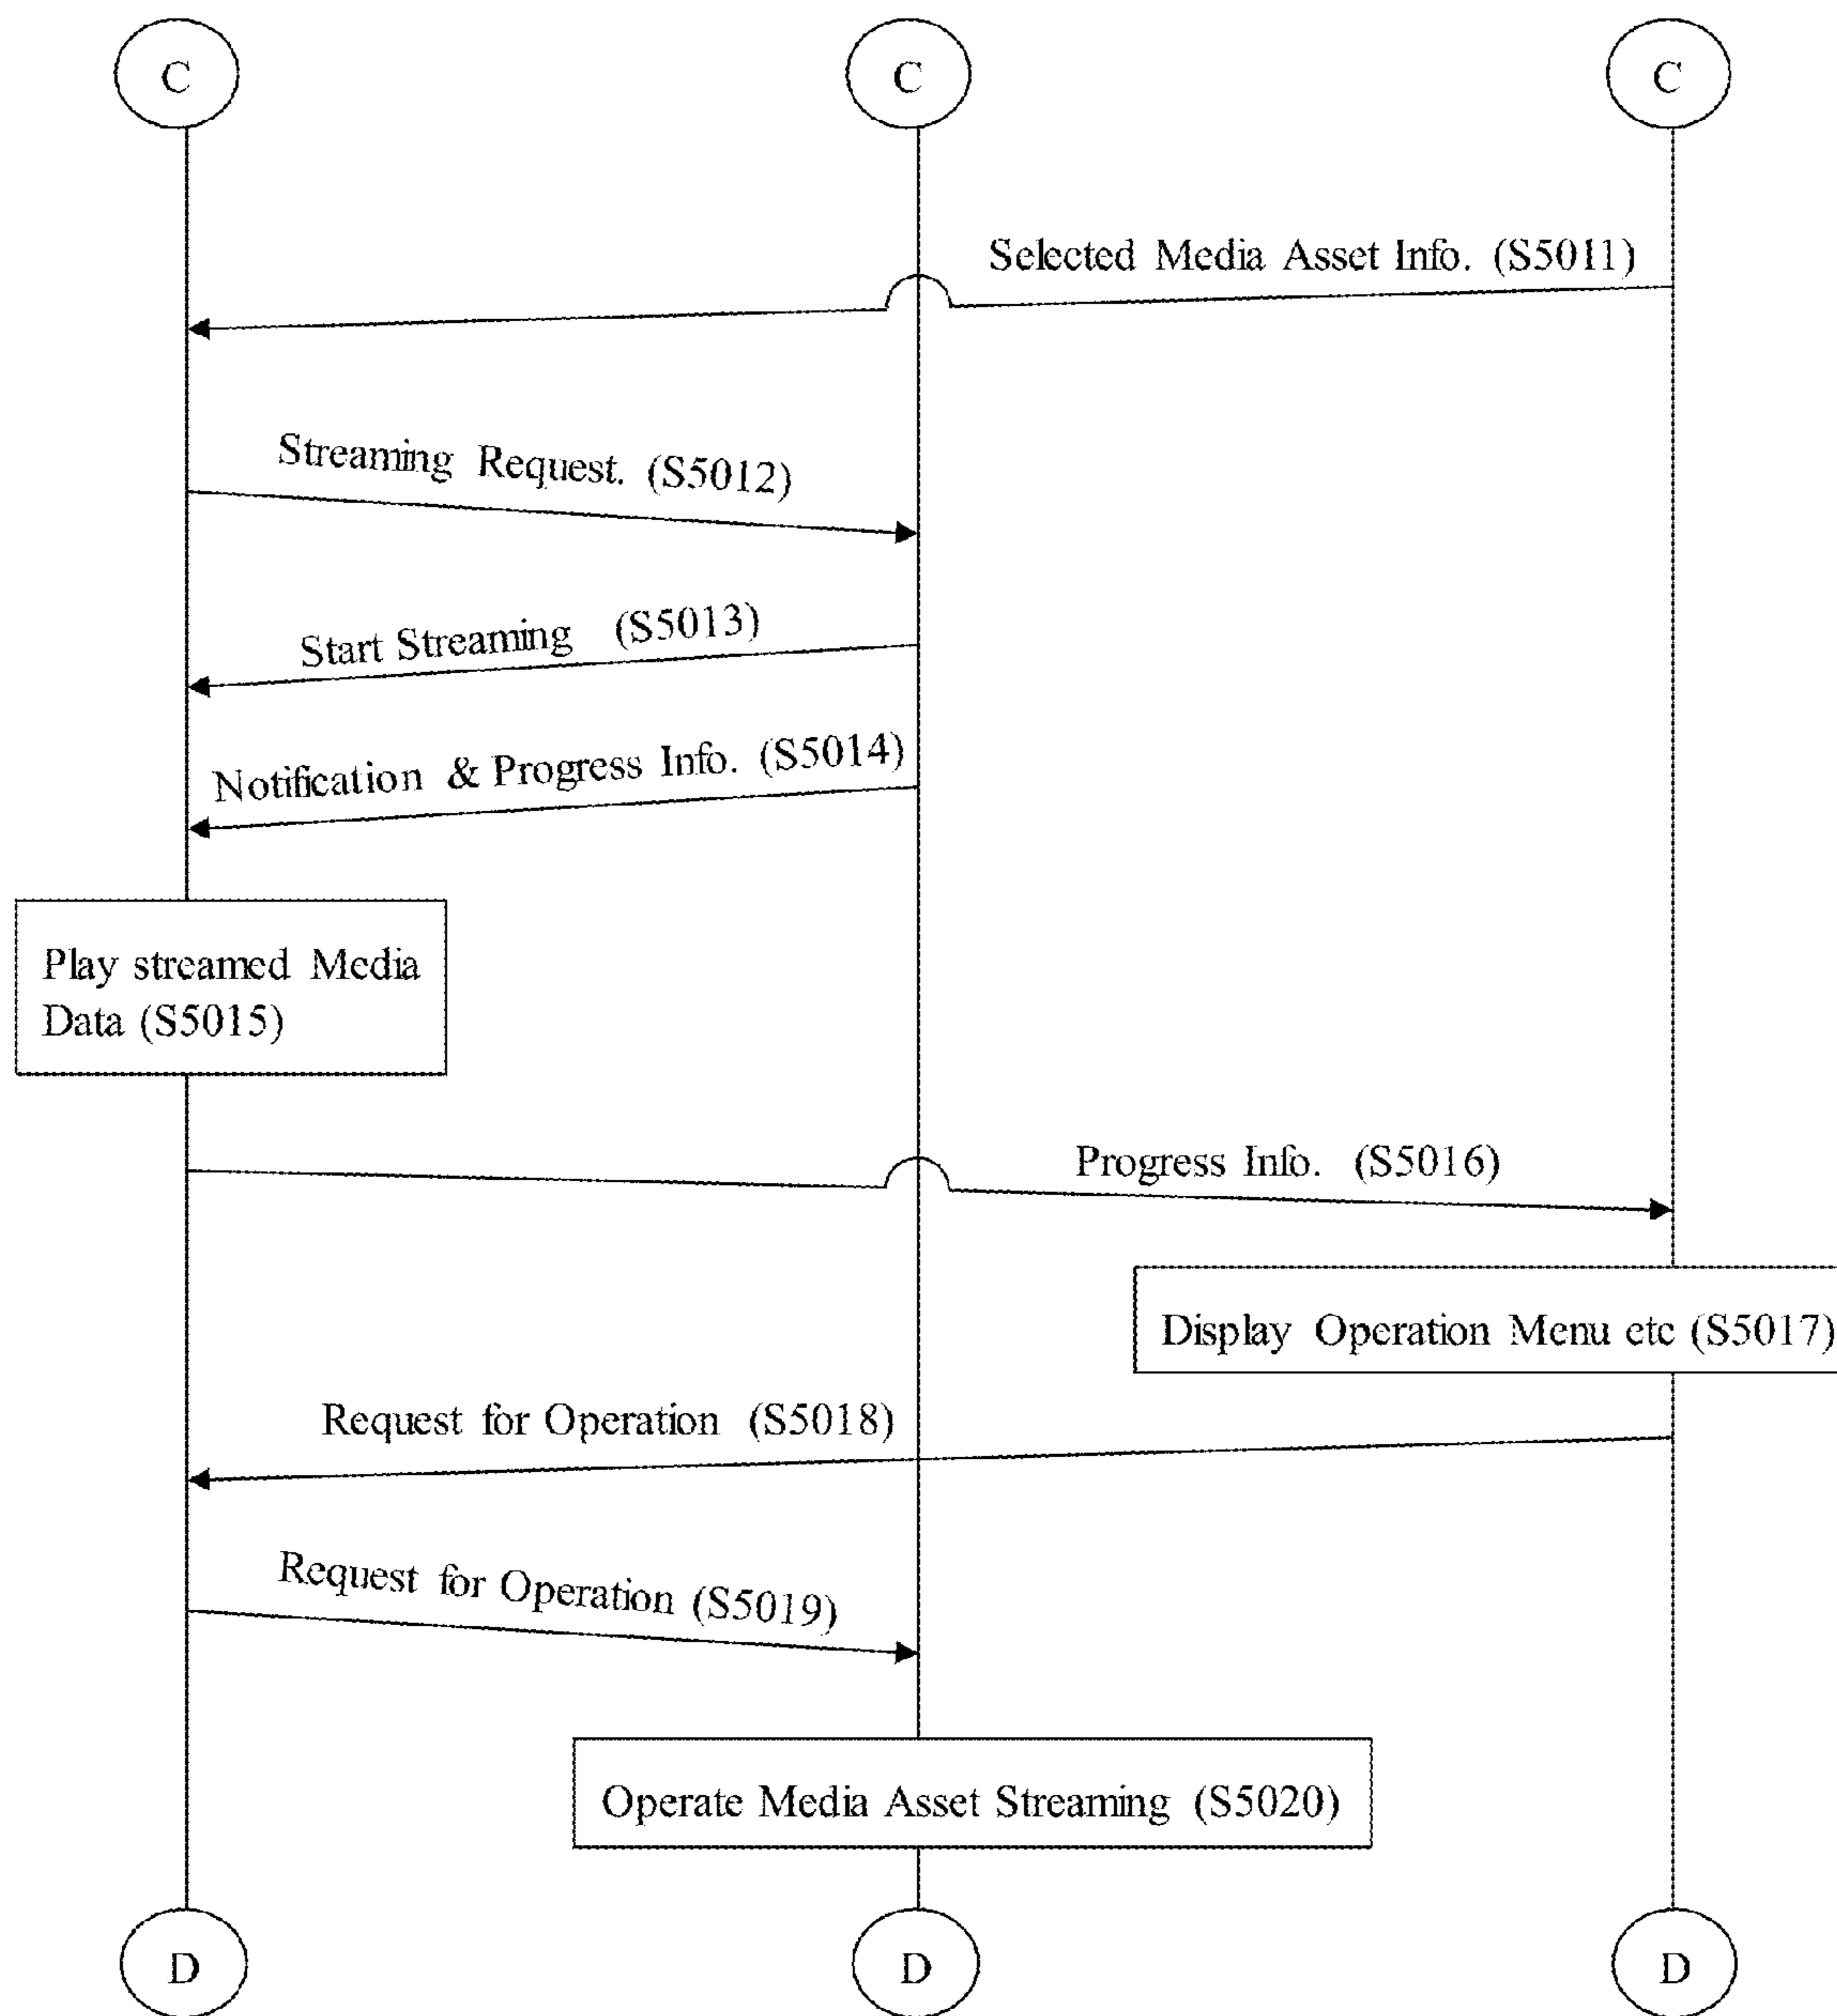 C
C
C
Selected Media Asset Info. (S5011)
Streaming Request. (S5012)
Start Streaming (S5013)
Notification & Progress Info. (S5014)
Play streamed Media
Data (S5015)
Progress Info. (S5016)
Display Operation Menu etc (S5017)
Request for Operation (S5018)
Request for Operation (S5019)
Operate Media Asset Streaming (S5020)
D
D
D